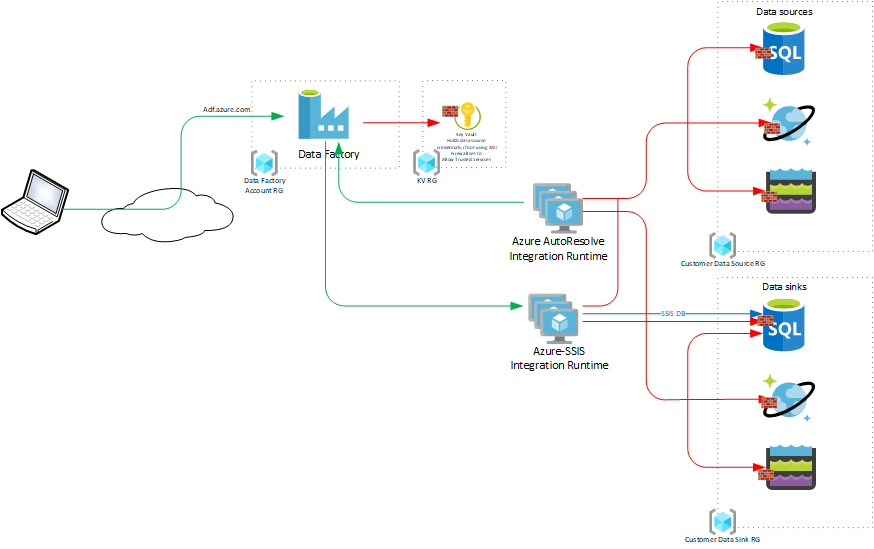 Data sources
SQL
Adf.azure.com
Data Factory
Key Vault
Holds data source
credentials, if not using MSI
Firewall set to
Allow Trusted Services
Data Factory
Account RG
KV RG
Azure AutoResolve
Integration Runtime
Customer Data Source RG
Data sinks
SSIS DB
SQL
Azure-SSIS
Integration Runtime
Customer Data Sink RG